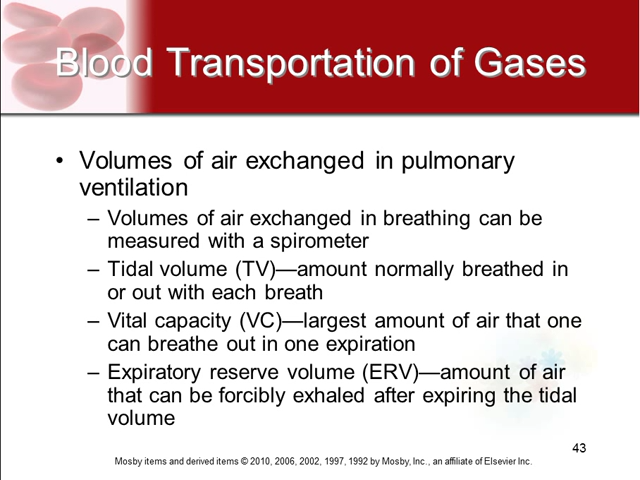 Blood Transportation of Gases
• Volumes of air exchanged in pulmonary
ventilation
– Volumes of air exchanged in breathing can be
measured with a spirometer
– Tidal volume (TV)—amount normally breathed in
or out with each breath
– Vital capacity (VC)—largest amount of air that one
can breathe out in one expiration
– Expiratory reserve volume (ERV)—amount of air
that can be forcibly exhaled after expiring the tidal
volume
43
Mosby items and derived items © 2010, 2006, 2002, 1997, 1992 by Mosby, Inc., an affiliate of Elsevier Inc.